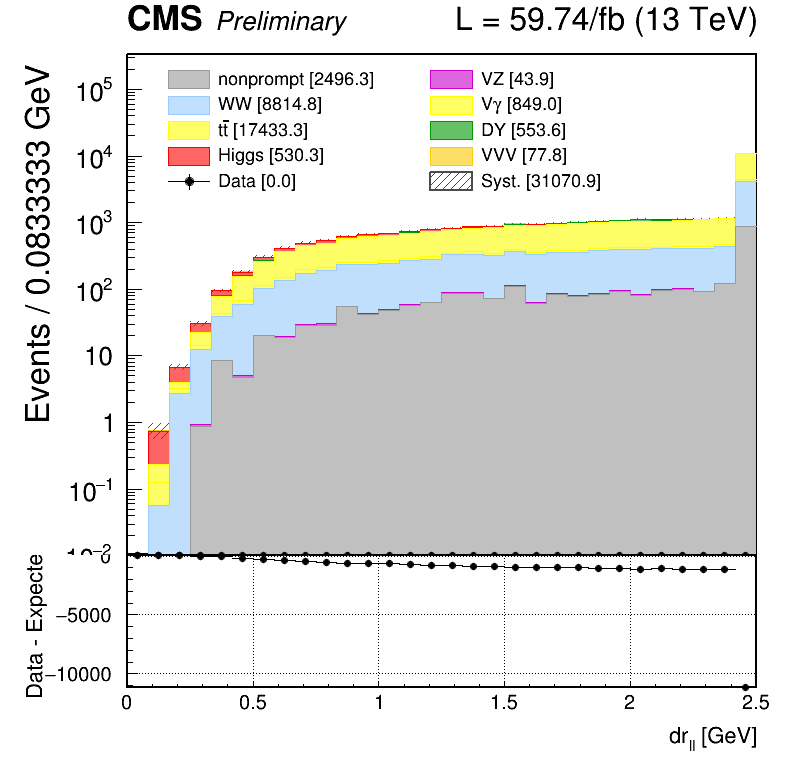 CMS Preliminary L = 59.74/fb (13 TeV)
Events / 0.0833333 GeV
nonprompt [2496.3] VZ [43.9]
WW [8814.8] Vγ [849.0]
tt̄ [17433.3] DY [553.6]
Higgs [530.3] VVV [77.8]
Data [0.0] Syst. [31070.9]
10⁵
10⁴
10³
10²
10
1
10⁻¹
10⁻²
0
−5000
−10000
Data - Expecte
0 0.5 1 1.5 2 2.5
dr_ll [GeV]